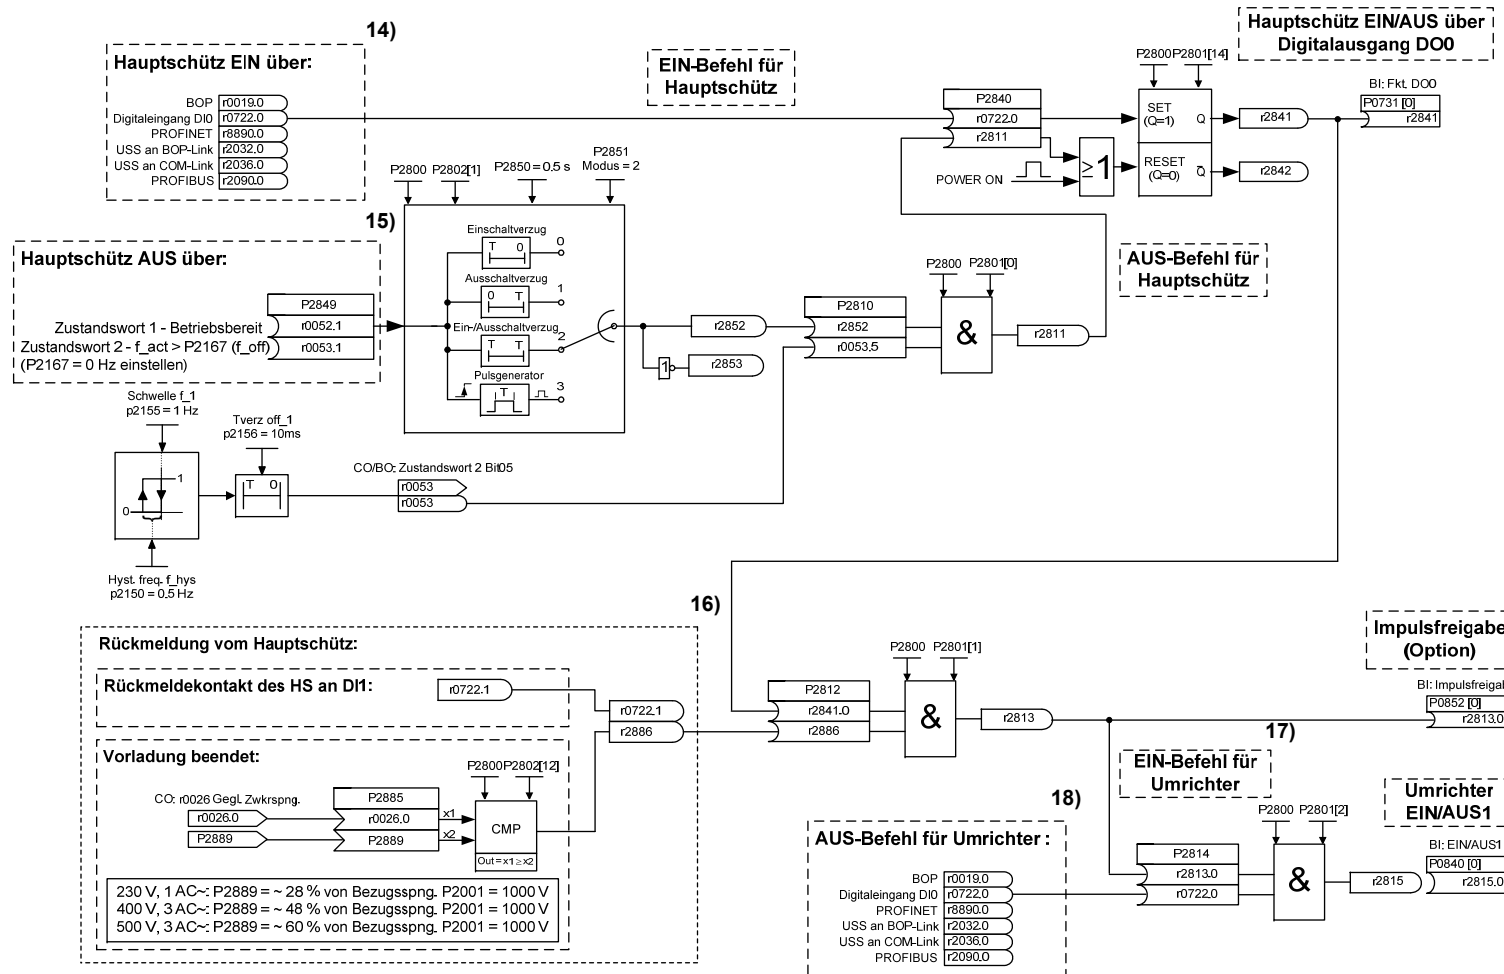 14)
Hauptschütz EIN über:
BOP r0019.0
Digitaleingang DI0 r0722.0
PROFINET r8890.0
USS an BOP-Link r2032.0
USS an COM-Link r2036.0
PROFIBUS r2090.0
EIN-Befehl für
Hauptschütz
Hauptschütz EIN/AUS über
Digitalausgang DO0
P2800 P2801[14]
P2840
r0722.0
r2811
POWER ON
≥1
SET
(Q=1)
Q
RESET
(Q=0)
Q
r2841
r2842
BI: Fkt. DO0
P0731 [0]
r2841
15)
Hauptschütz AUS über:
P2849
Zustandswort 1 - Betriebsbereit r0052.1
Zustandswort 2 - f_act > P2167 (f_off) r0053.1
(P2167 = 0 Hz einstellen)
P2800 P2802[1]
P2850 = 0.5 s
P2851
Modus = 2
Einschaltverzug
T 0
0
Ausschaltverzug
0 T
1
Ein-/Ausschaltverzug
T T
2
Pulsgenerator
T
3
r2852
1
r2853
P2810
r2852
r0053.5
P2800 P2801[0]
&
r2811
AUS-Befehl für
Hauptschütz
Schwelle f_1
p2155 = 1 Hz
1
0
Hyst. freq. f_hys
p2150 = 0.5 Hz
Tverz off_1
p2156 = 10ms
T 0
CO/BO: Zustandswort 2 Bit05
r0053
r0053
16)
Rückmeldung vom Hauptschütz:
Rückmeldekontakt des HS an DI1:
r0722.1
r0722.1
r2886
Vorladung beendet:
CO: r0026 Gegl. Zwkrspng.
r0026.0
P2889
P2885
r0026.0
P2889
x1
x2
P2800 P2802[12]
CMP
Out = x1 ≥ x2
230 V, 1 AC~: P2889 = ~ 28 % von Bezugsspng. P2001 = 1000 V
400 V, 3 AC~: P2889 = ~ 48 % von Bezugsspng. P2001 = 1000 V
500 V, 3 AC~: P2889 = ~ 60 % von Bezugsspng. P2001 = 1000 V
P2812
r2841.0
r2886
P2800 P2801[1]
&
r2813
Impulsfreigabe
(Option)
BI: Impulsfreigab
P0852 [0]
r2813.0
17)
EIN-Befehl für
Umrichter
18)
AUS-Befehl für Umrichter :
BOP r0019.0
Digitaleingang DI0 r0722.0
PROFINET r8890.0
USS an BOP-Link r2032.0
USS an COM-Link r2036.0
PROFIBUS r2090.0
P2814
r2813.0
r0722.0
P2800 P2801[2]
&
r2815
Umrichter
EIN/AUS1
BI: EIN/AUS1
P0840 [0]
r2815.0